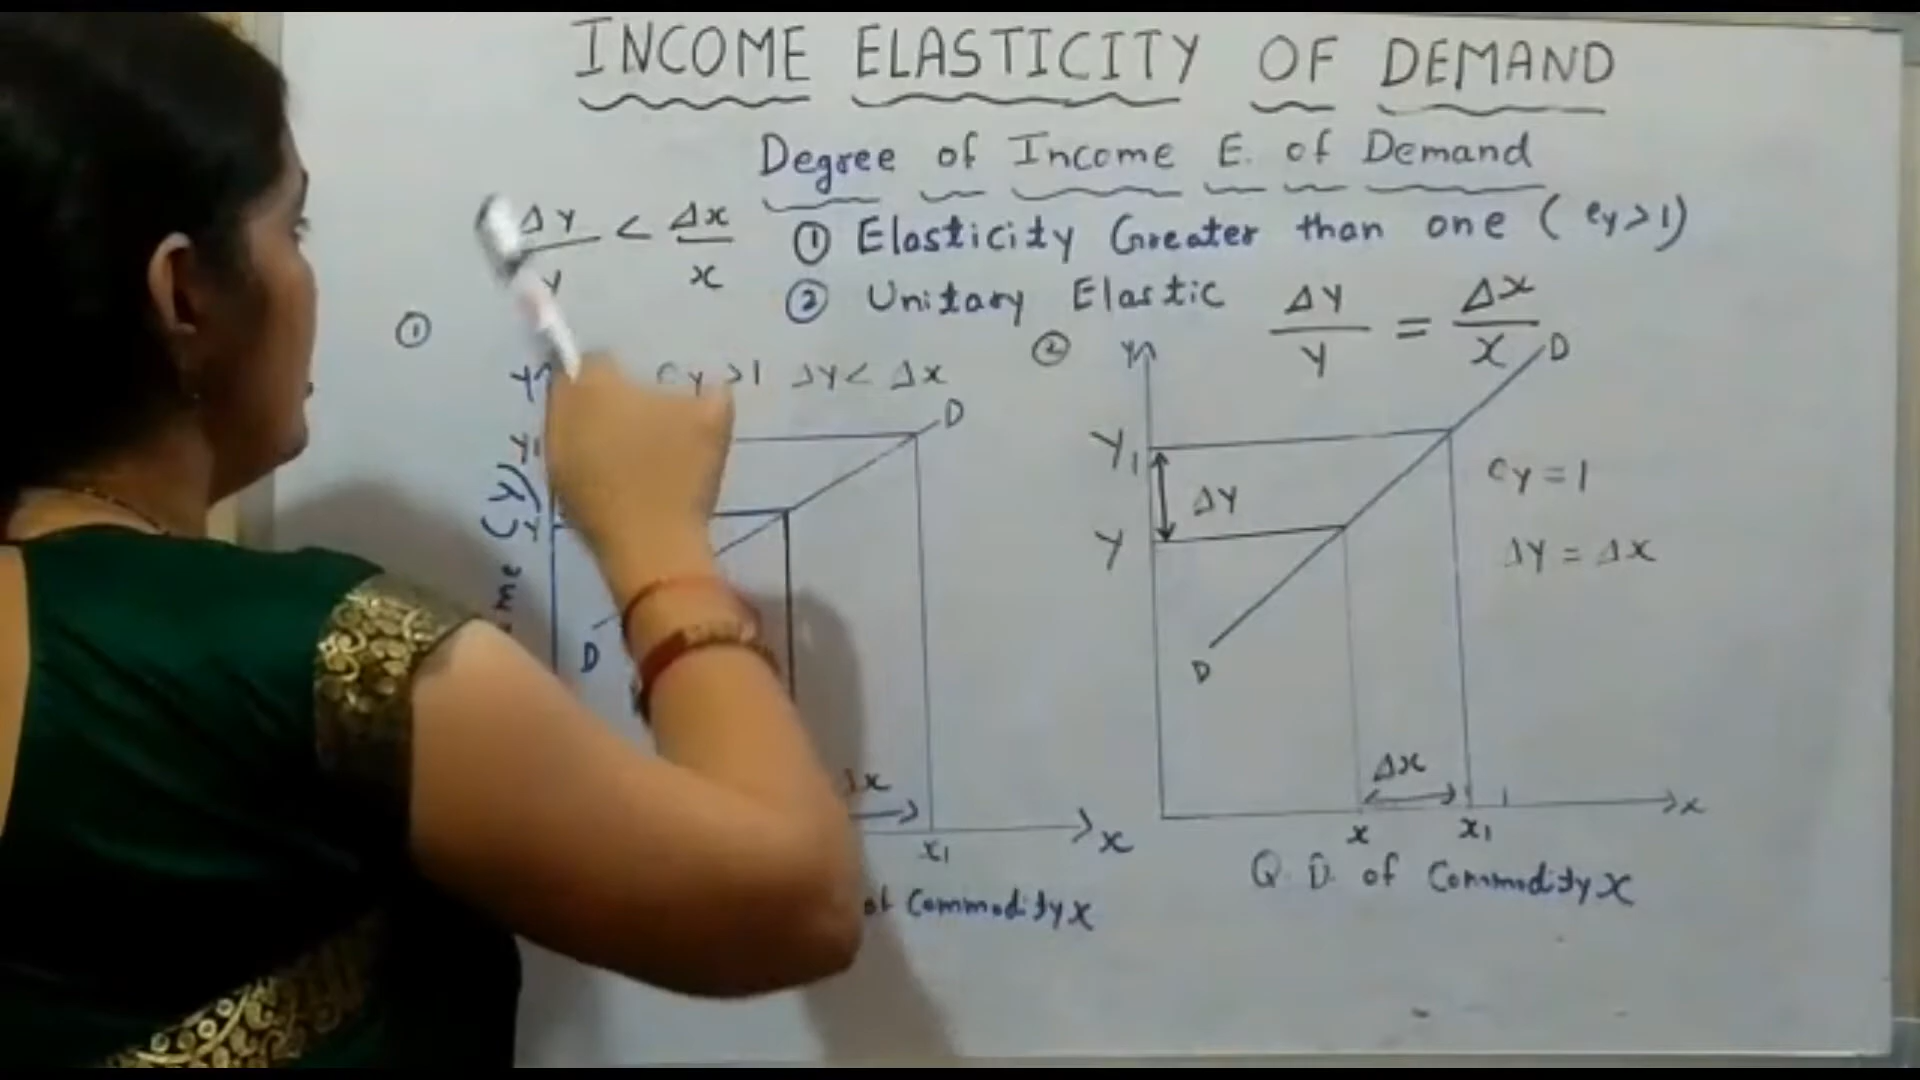 INCOME ELASTICITY OF DEMAND
Degree of Income E. of Demand
ΔY/Y < Δx/x
① Elasticity Greater than one (ey>1)
② Unitary Elastic ΔY/Y = Δx/x
①
Y
ey >1 ΔY < Δx
D
Y1
(Y)
Y
D
Δx
x1
x
of Commodity x
②
Y
D
Y1
ΔY
Y
ey = 1
ΔY = Δx
D
Δx
x
x1
x
Q. D. of Commodity x